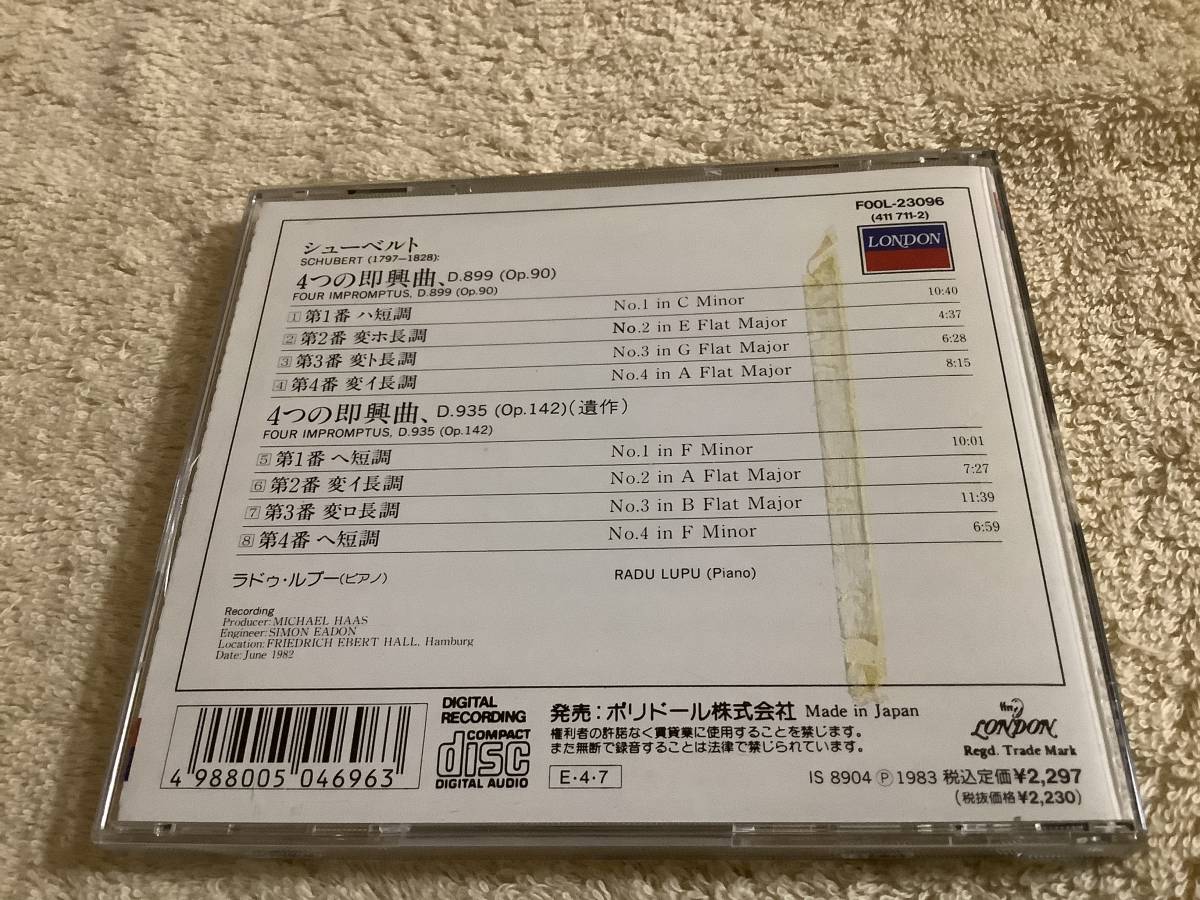 F00L-23096
(411 711-2)
LONDON
シューベルト
SCHUBERT (1797–1828):
4つの即興曲、D.899 (Op.90)
FOUR IMPROMPTUS, D.899 (Op.90)
1 第1番 ハ短調 No.1 in C Minor 10:40
2 第2番 変ホ長調 No.2 in E Flat Major 4:37
3 第3番 変ト長調 No.3 in G Flat Major 6:28
4 第4番 変イ長調 No.4 in A Flat Major 8:15
4つの即興曲、D.935 (Op.142)(遺作)
FOUR IMPROMPTUS, D.935 (Op.142)
5 第1番 ヘ短調 No.1 in F Minor 10:01
6 第2番 変イ長調 No.2 in A Flat Major 7:27
7 第3番 変ロ長調 No.3 in B Flat Major 11:39
8 第4番 ヘ短調 No.4 in F Minor 6:59
ラドゥ・ルプー(ピアノ) RADU LUPU (Piano)
Recording
Producer: MICHAEL HAAS
Engineer: SIMON EADON
Location: FRIEDRICH EBERT HALL, Hamburg
Date: June 1982
4 988005 046963
DIGITAL
RECORDING
COMPACT
disc
DIGITAL AUDIO
発売:ポリドール株式会社 Made in Japan
権利者の許諾なく賃貸業に使用することを禁じます。
また無断で録音することは法律で禁じられています。
E・4・7
LONDON
Regd. Trade Mark
IS 8904 Ⓟ 1983 税込定価¥2,297
(税抜価格¥2,230)